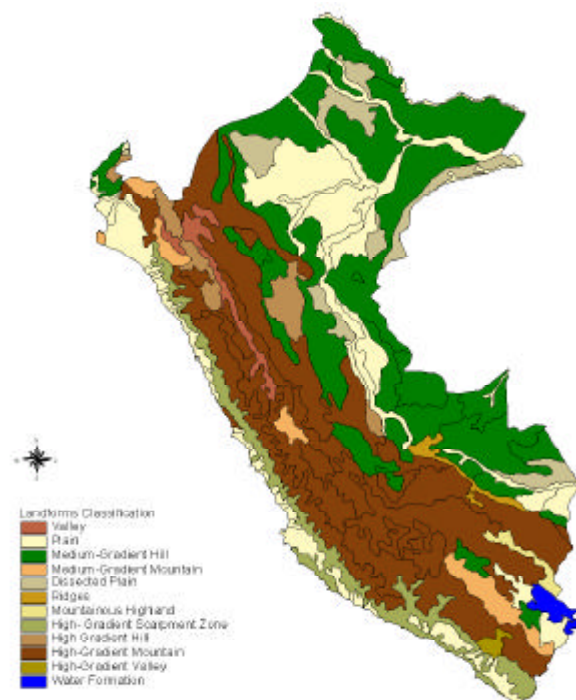 Landforms Classification
Valley
Plain
Medium-Gradient Hill
Medium-Gradient Mountain
Dissected Plain
Ridges
Mountainous Highland
High- Gradient Scarpment Zone
High Gradient Hill
High-Gradient Mountain
High-Gradient Valley
Water Formation